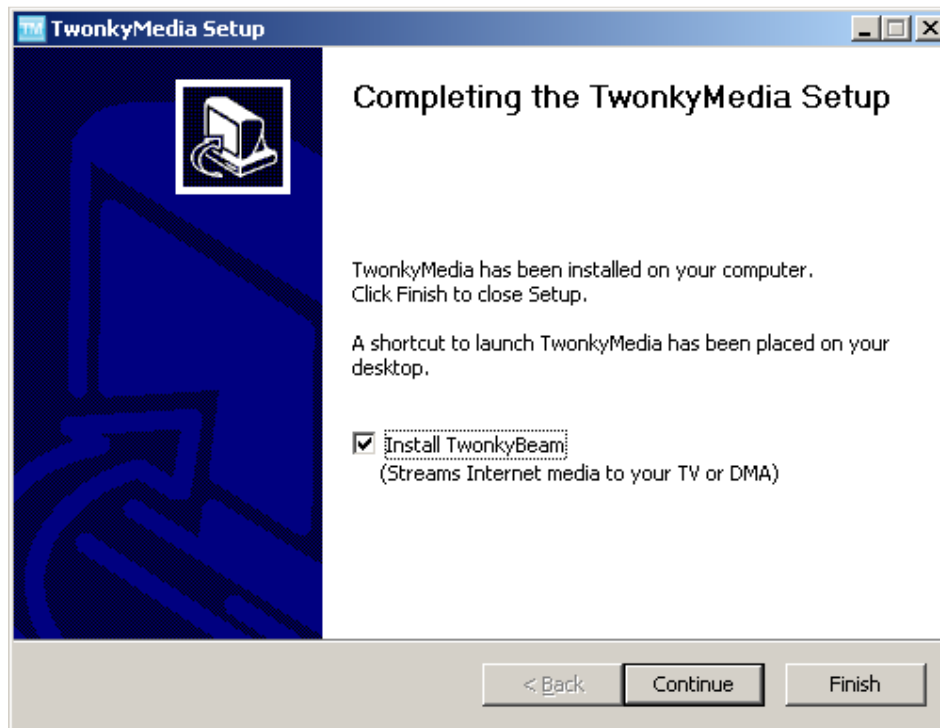 TM TwonkyMedia Setup
Completing the TwonkyMedia Setup
TwonkyMedia has been installed on your computer.
Click Finish to close Setup.
A shortcut to launch TwonkyMedia has been placed on your
desktop.
Install TwonkyBeam
(Streams Internet media to your TV or DMA)
< Back Continue Finish